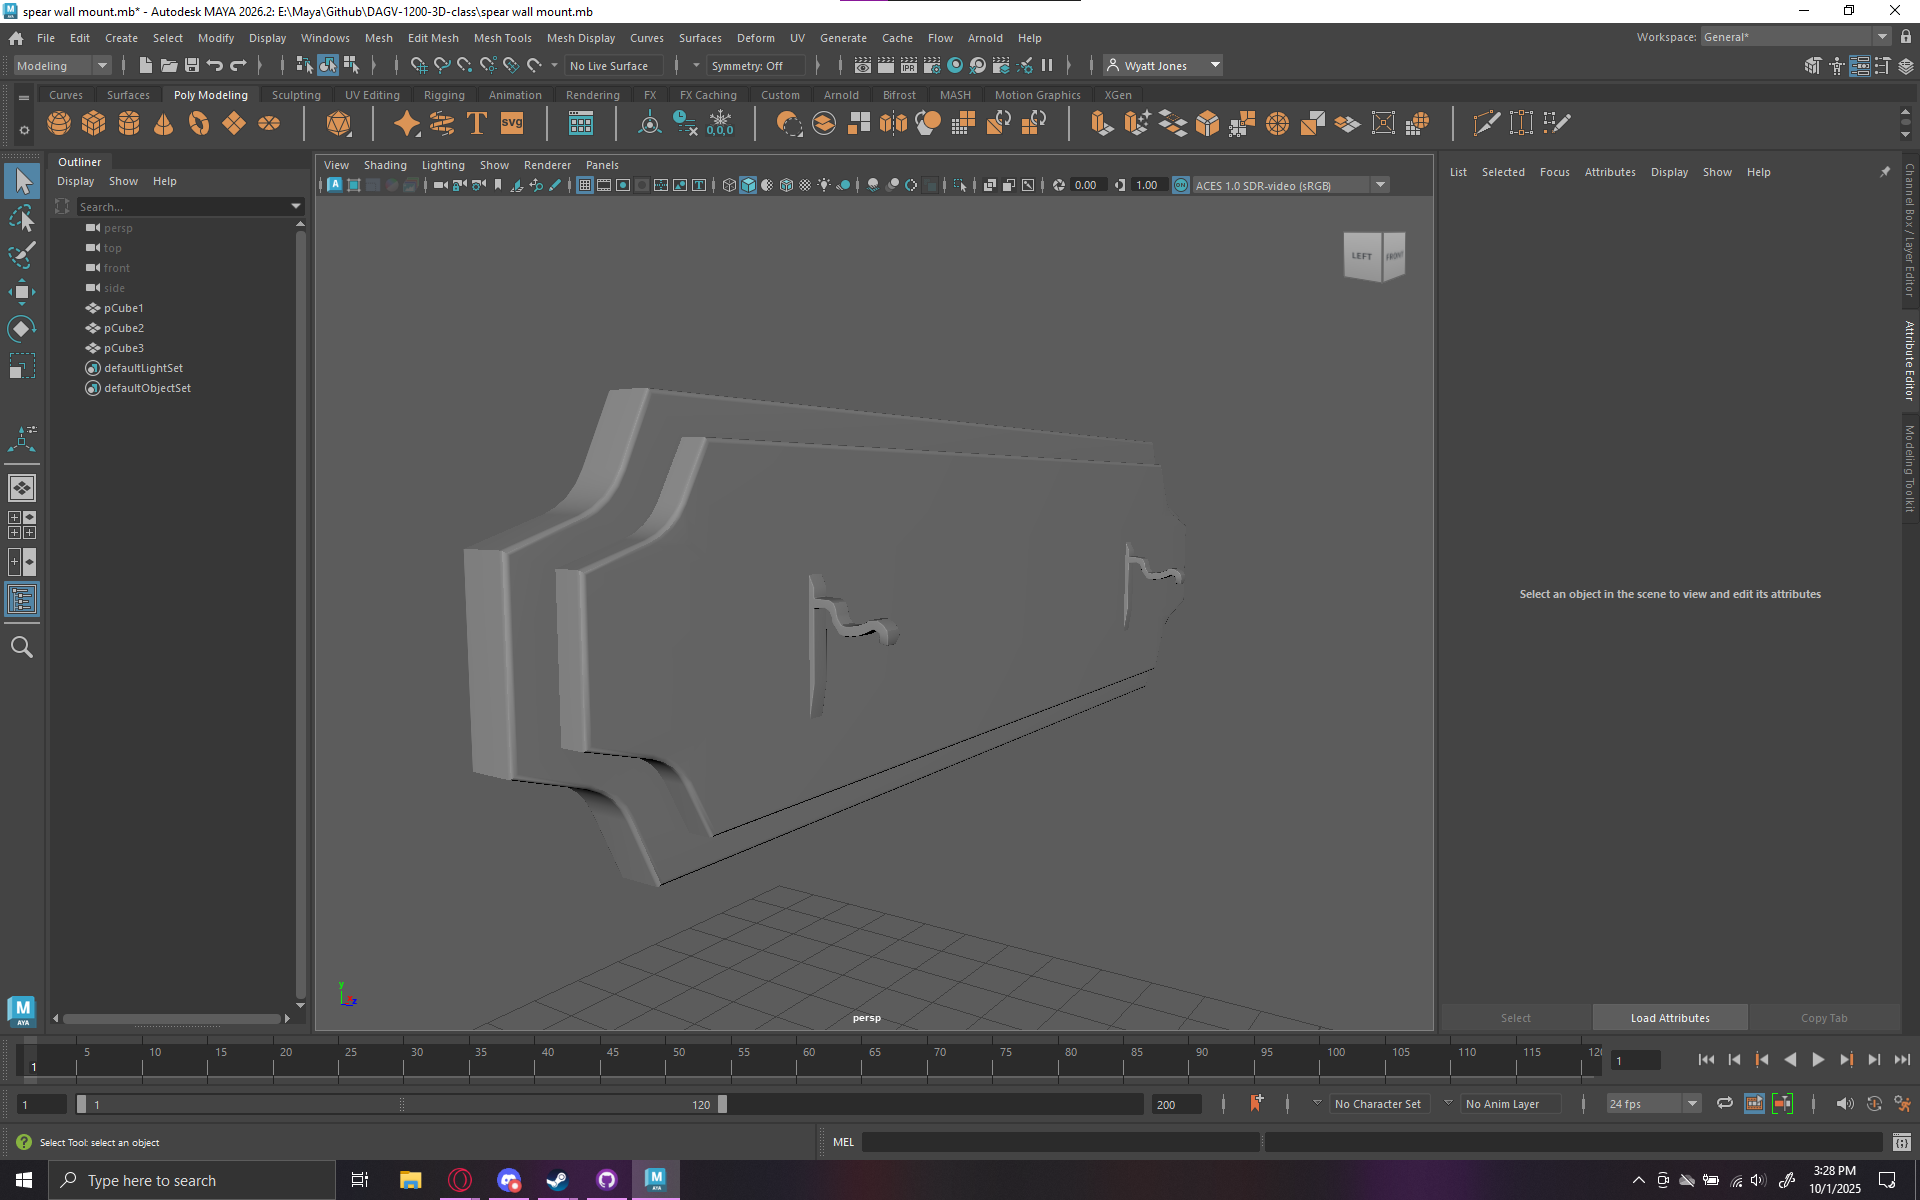 spear wall mount.mb* - Autodesk MAYA 2026.2: E:\Maya\Github\DAGV-1200-3D-class\spear wall mount.mb
File Edit Create Select Modify Display Windows Mesh Edit Mesh Mesh Tools Mesh Display Curves Surfaces Deform UV Generate Cache Flow Arnold Help
Workspace: General*
Modeling No Live Surface Symmetry: Off IPR Wyatt Jones
Curves Surfaces Poly Modeling Sculpting UV Editing Rigging Animation Rendering FX FX Caching Custom Arnold Bifrost MASH Motion Graphics XGen
T svg 0,0,0
Outliner
Display Show Help
Search...
persp
top
front
side
pCube1
pCube2
pCube3
defaultLightSet
defaultObjectSet
View Shading Lighting Show Renderer Panels
0.00 1.00 ACES 1.0 SDR-video (sRGB)
LEFT FRONT
y
z
persp
List Selected Focus Attributes Display Show Help
Select an object in the scene to view and edit its attributes
Select Load Attributes Copy Tab
Channel Box / Layer Editor
Attribute Editor
Modeling Toolkit
M
AYA
5 10 15 20 25 30 35 40 45 50 55 60 65 70 75 80 85 90 95 100 105 110 115 120
1
1
1 1 120 200 No Character Set No Anim Layer 24 fps
Select Tool: select an object MEL
Type here to search
3:28 PM
10/1/2025